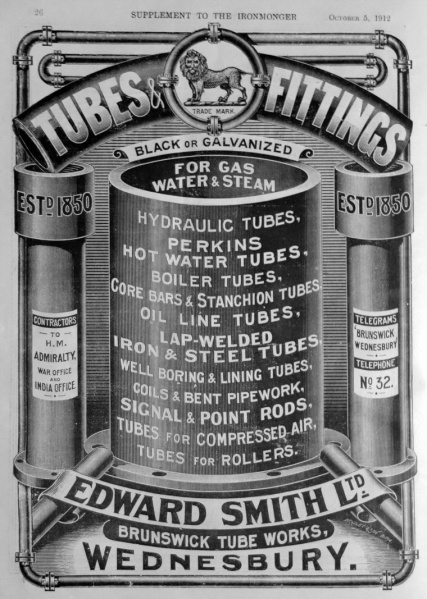 26 SUPPLEMENT TO THE IRONMONGER OCTOBER 5, 1912
TUBES & FITTINGS
TRADE MARK
BLACK OR GALVANIZED
FOR GAS
WATER & STEAM
ESTD 1850
ESTD 1850
HYDRAULIC TUBES,
PERKINS
HOT WATER TUBES,
BOILER TUBES,
CORE BARS & STANCHION TUBES,
OIL LINE TUBES,
LAP-WELDED
IRON & STEEL TUBES,
WELL BORING & LINING TUBES,
COILS & BENT PIPEWORK,
SIGNAL & POINT RODS,
TUBES FOR COMPRESSED AIR,
TUBES FOR ROLLERS.
CONTRACTORS
TO
H.M.
ADMIRALTY,
WAR OFFICE
AND
INDIA OFFICE
TELEGRAMS
"BRUNSWICK,
WEDNESBURY"
TELEPHONE
No 32.
EDWARD SMITH LTD
BRUNSWICK TUBE WORKS,
WEDNESBURY.